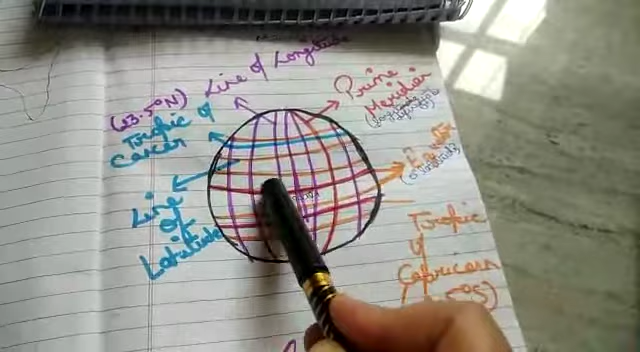 Line of Longitude
(23.5°N)
Tropic of
Cancer
Prime
Meridian
Line
of
Latitude
Tropic
of
Capricorn